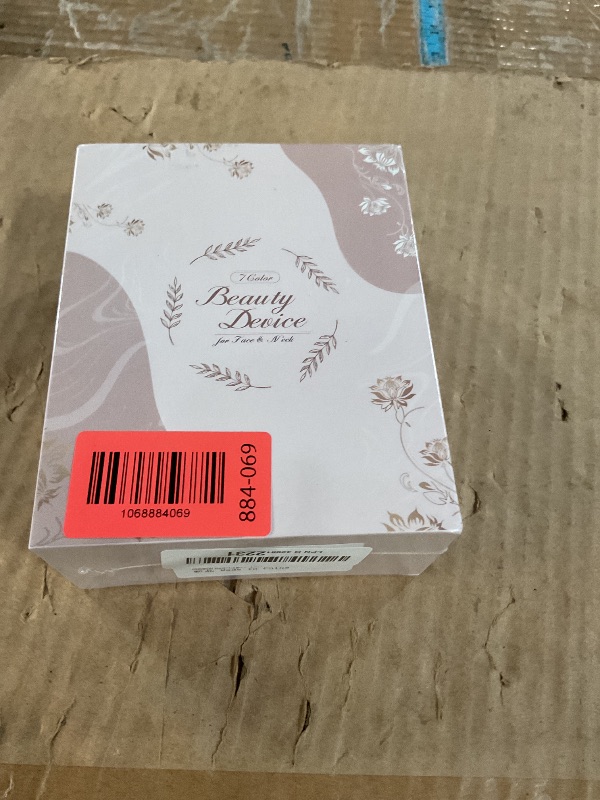 7 Color
Beauty
Device
for Face & Neck
1068884069
884-069